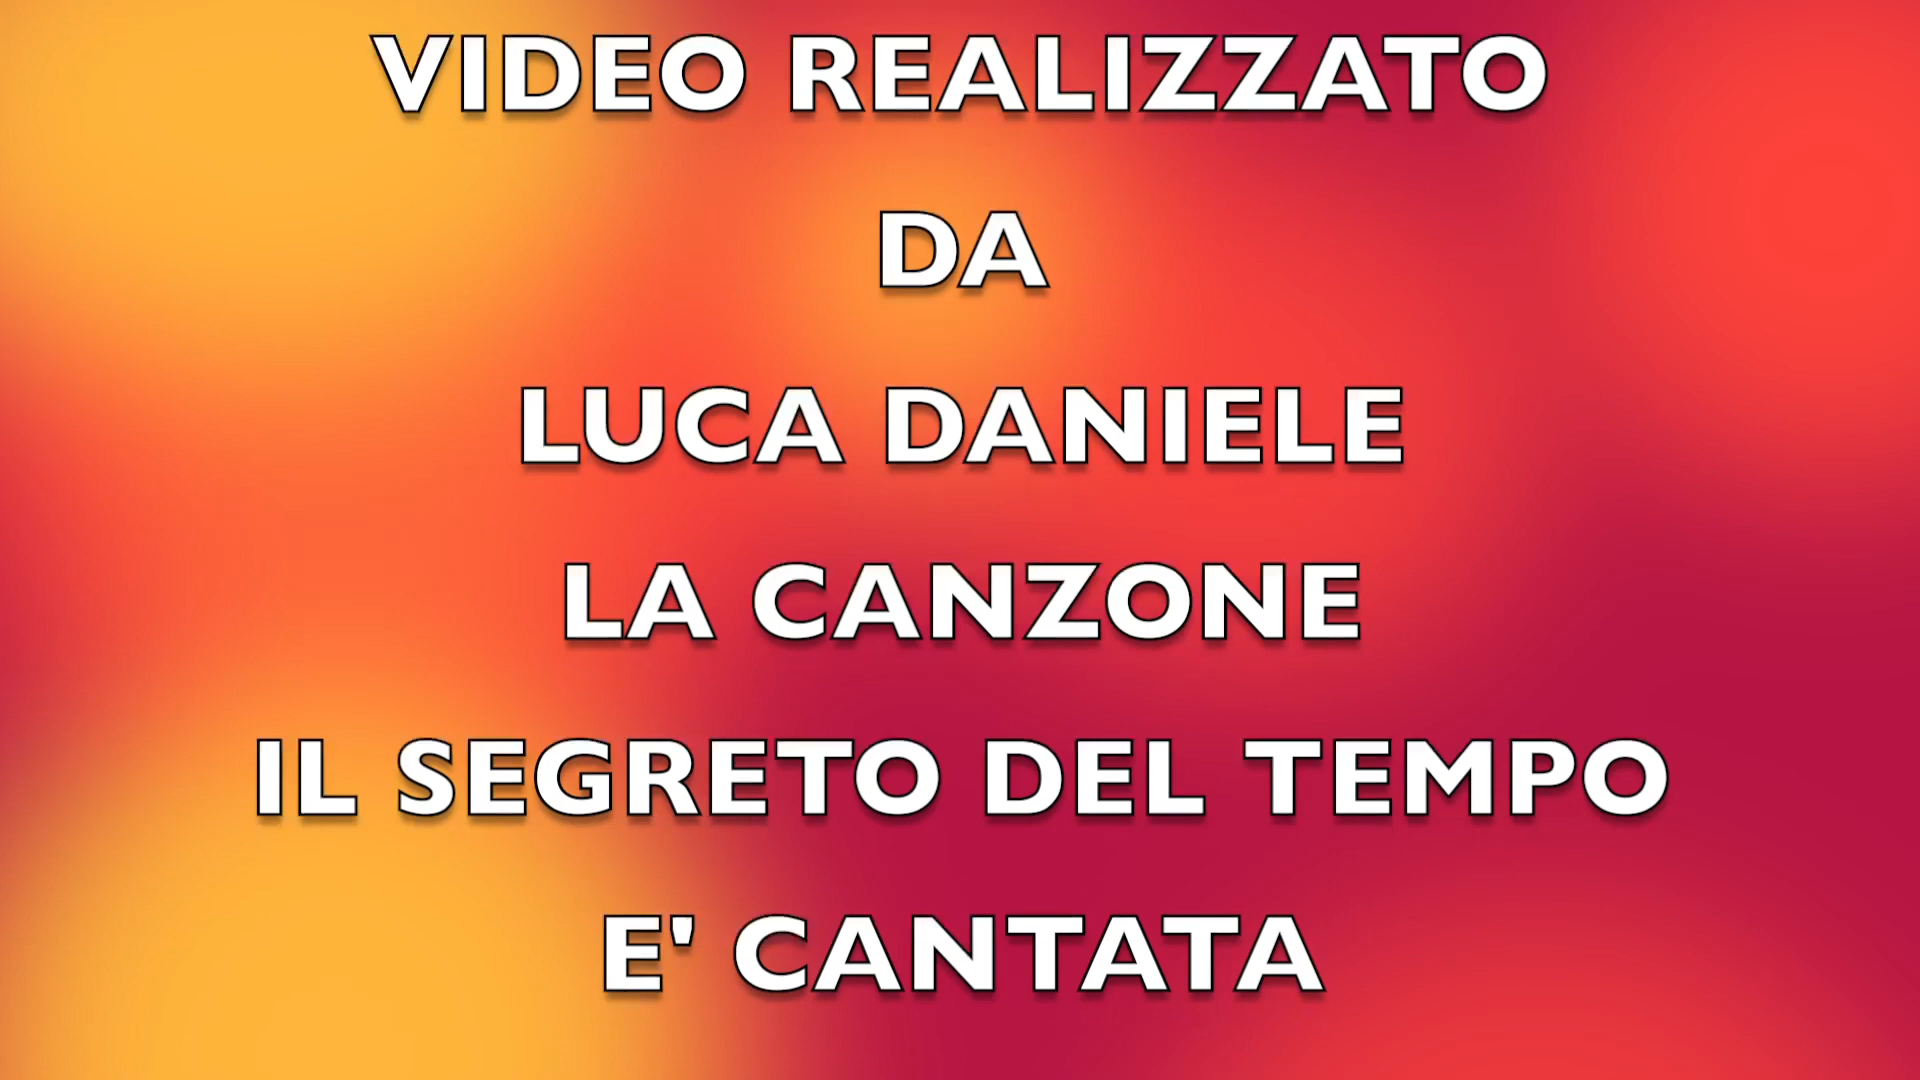 VIDEO REALIZZATO
DA
LUCA DANIELE
LA CANZONE
IL SEGRETO DEL TEMPO
E' CANTATA